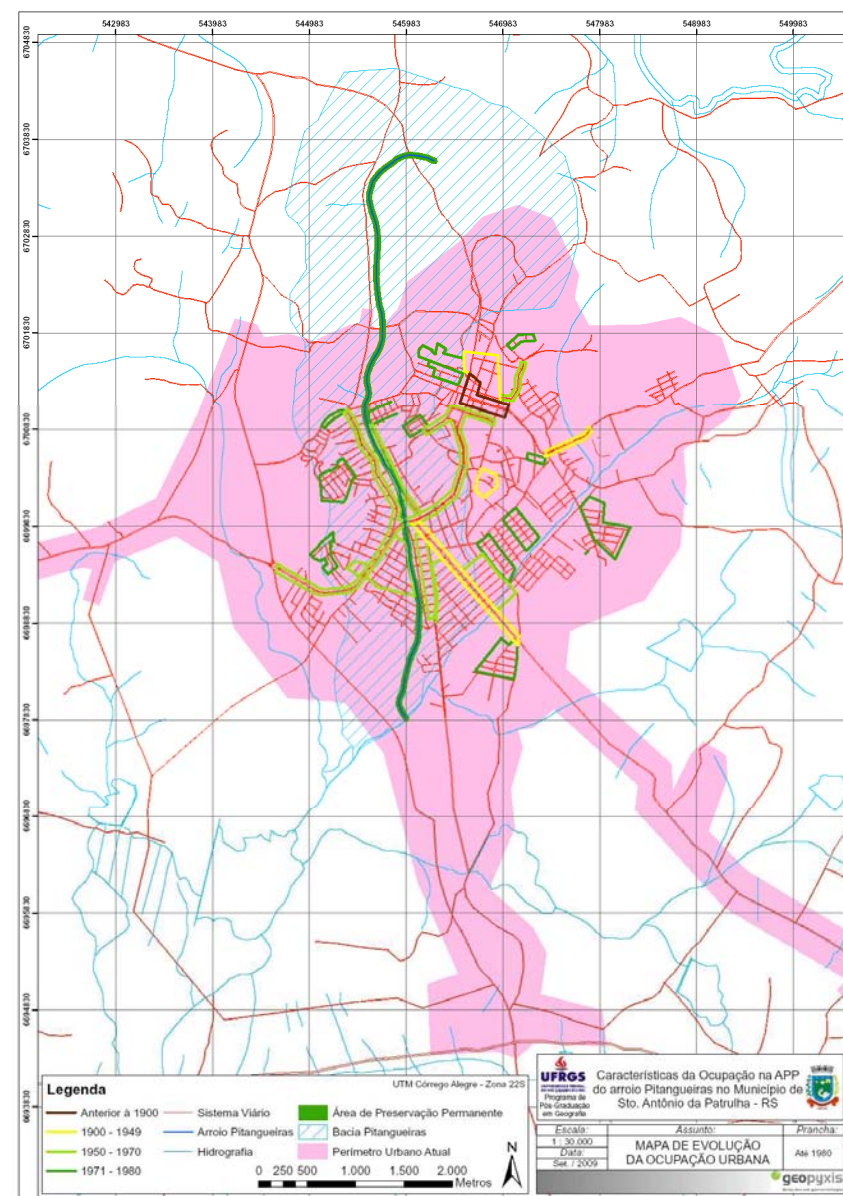 542983 543983 544983 545983 546983 547983 548983 549983
6704830
6703830
6702830
6701830
6700830
6699830
6698830
6697830
6696830
6695830
6694830
6693830
Legenda
UTM Córrego Alegre - Zona 22S
Anterior à 1900
1900 - 1949
1950 - 1970
1971 - 1980
Sistema Viário
Arroio Pitangueiras
Hidrografia
Área de Preservação Permanente
Bacia Pitangueiras
Perímetro Urbano Atual
0 250 500 1.000 1.500 2.000
Metros
N
UFRGS
Programa de
Pós-Graduação
em Geografia
Características da Ocupação na APP
do arroio Pitangueiras no Município de
Sto. Antônio da Patrulha - RS
Escala:
1 : 30.000
Data:
Set. / 2009
Assunto:
MAPA DE EVOLUÇÃO
DA OCUPAÇÃO URBANA
Prancha:
Até 1980
geopyxis